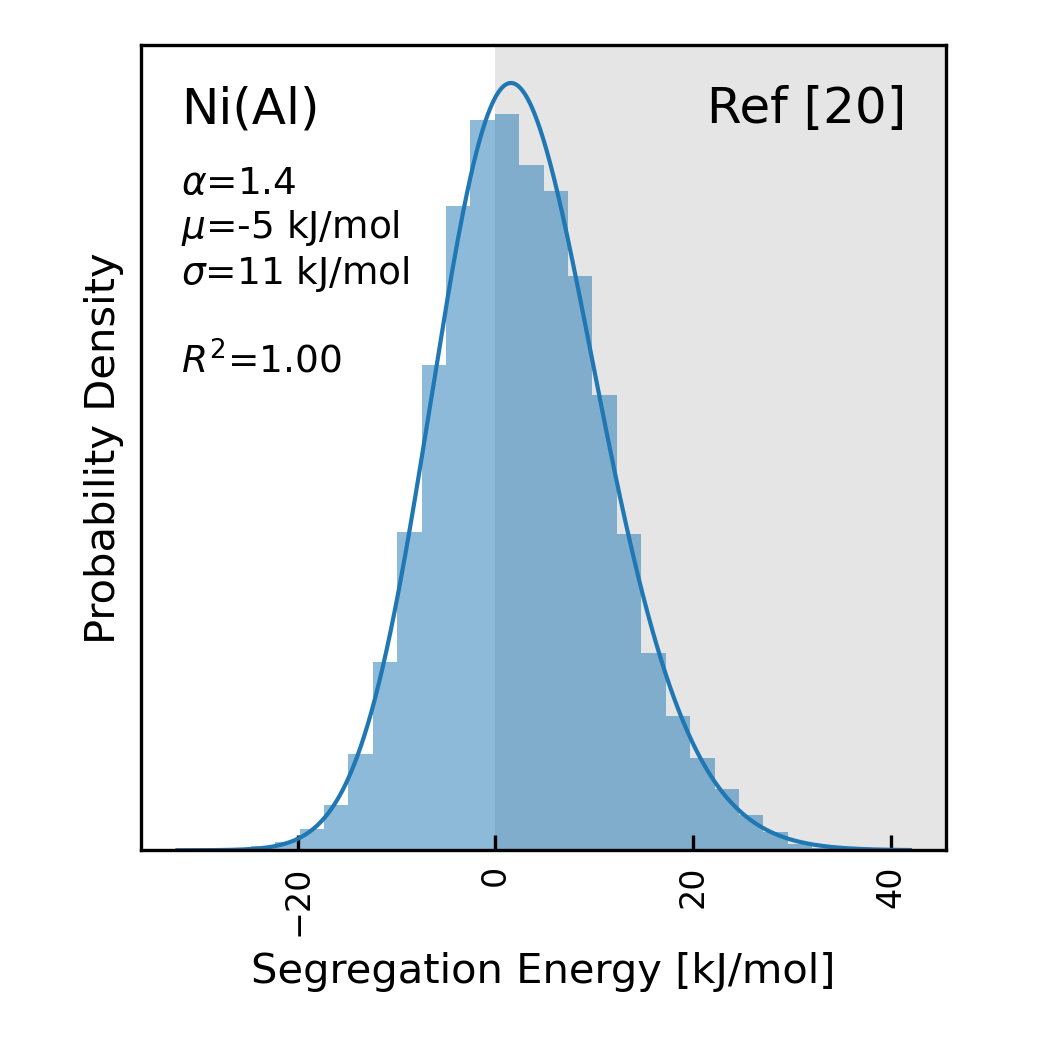 Ni(Al)
Ref [20]
α=1.4
μ=-5 kJ/mol
σ=11 kJ/mol
R²=1.00
Probability Density
−20
0
20
40
Segregation Energy [kJ/mol]